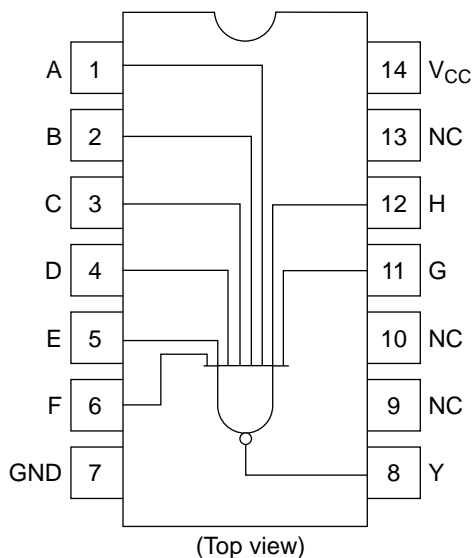 A 1 14 VCC
B 2 13 NC
C 3 12 H
D 4 11 G
E 5 10 NC
F 6 9 NC
GND 7 8 Y
(Top view)